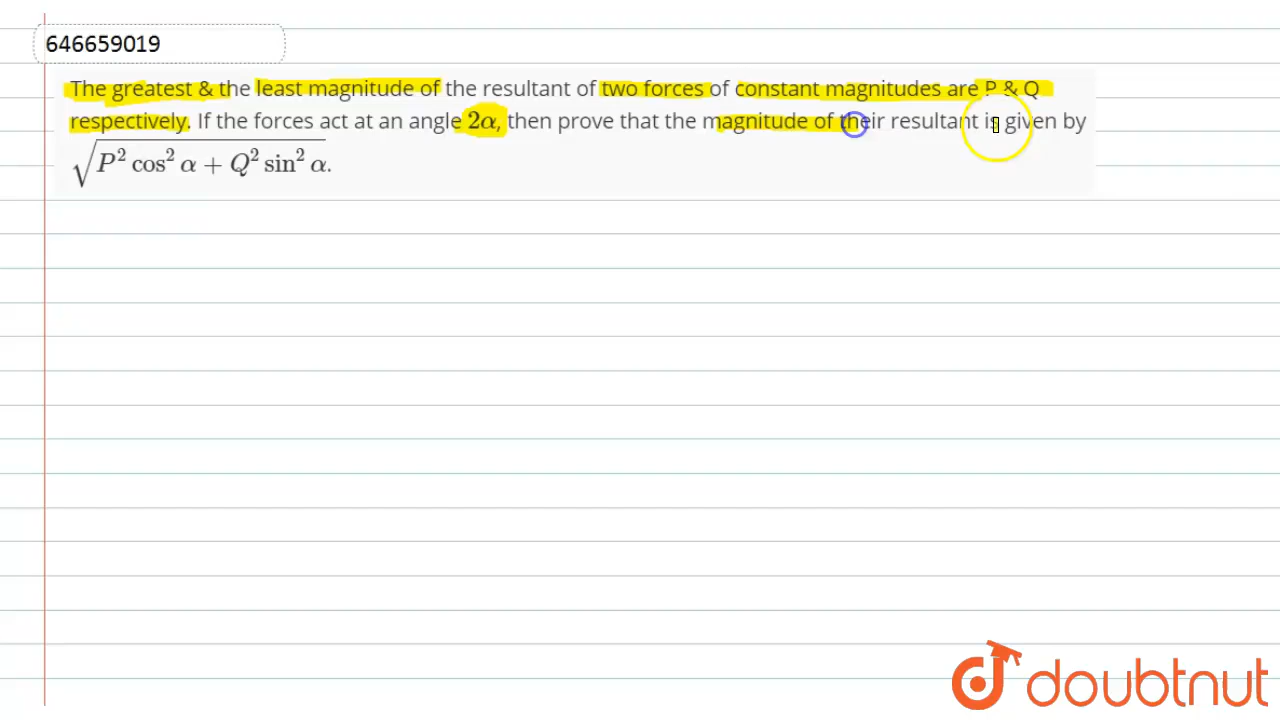 646659019
The greatest & the least magnitude of the resultant of two forces of constant magnitudes are P & Q
respectively. If the forces act at an angle 2α, then prove that the magnitude of their resultant is given by
√(P² cos² α + Q² sin² α).
doubtnut